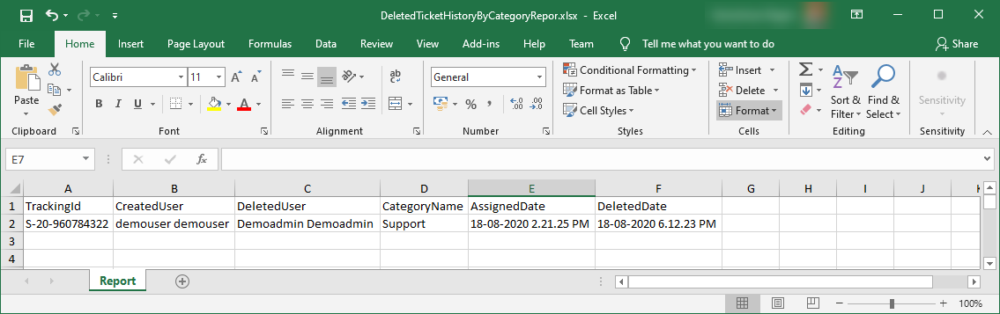 DeletedTicketHistoryByCategoryRepor.xlsx - Excel
File Home Insert Page Layout Formulas Data Review View Add-ins Help Team Tell me what you want to do Share
Paste
Clipboard
Calibri 11
B I U A
Font
ab
Alignment
General
% ,
Number
Conditional Formatting
Format as Table
Cell Styles
Styles
Insert
Delete
Format
Cells
Sort & Filter
Find & Select
Editing
Sensitivity
Sensitivity
E7 fx
A B C D E F G H I J K
1 TrackingId CreatedUser DeletedUser CategoryName AssignedDate DeletedDate
2 S-20-960784322 demouser demouser Demoadmin Demoadmin Support 18-08-2020 2.21.25 PM 18-08-2020 6.12.23 PM
3
4
Report
100%